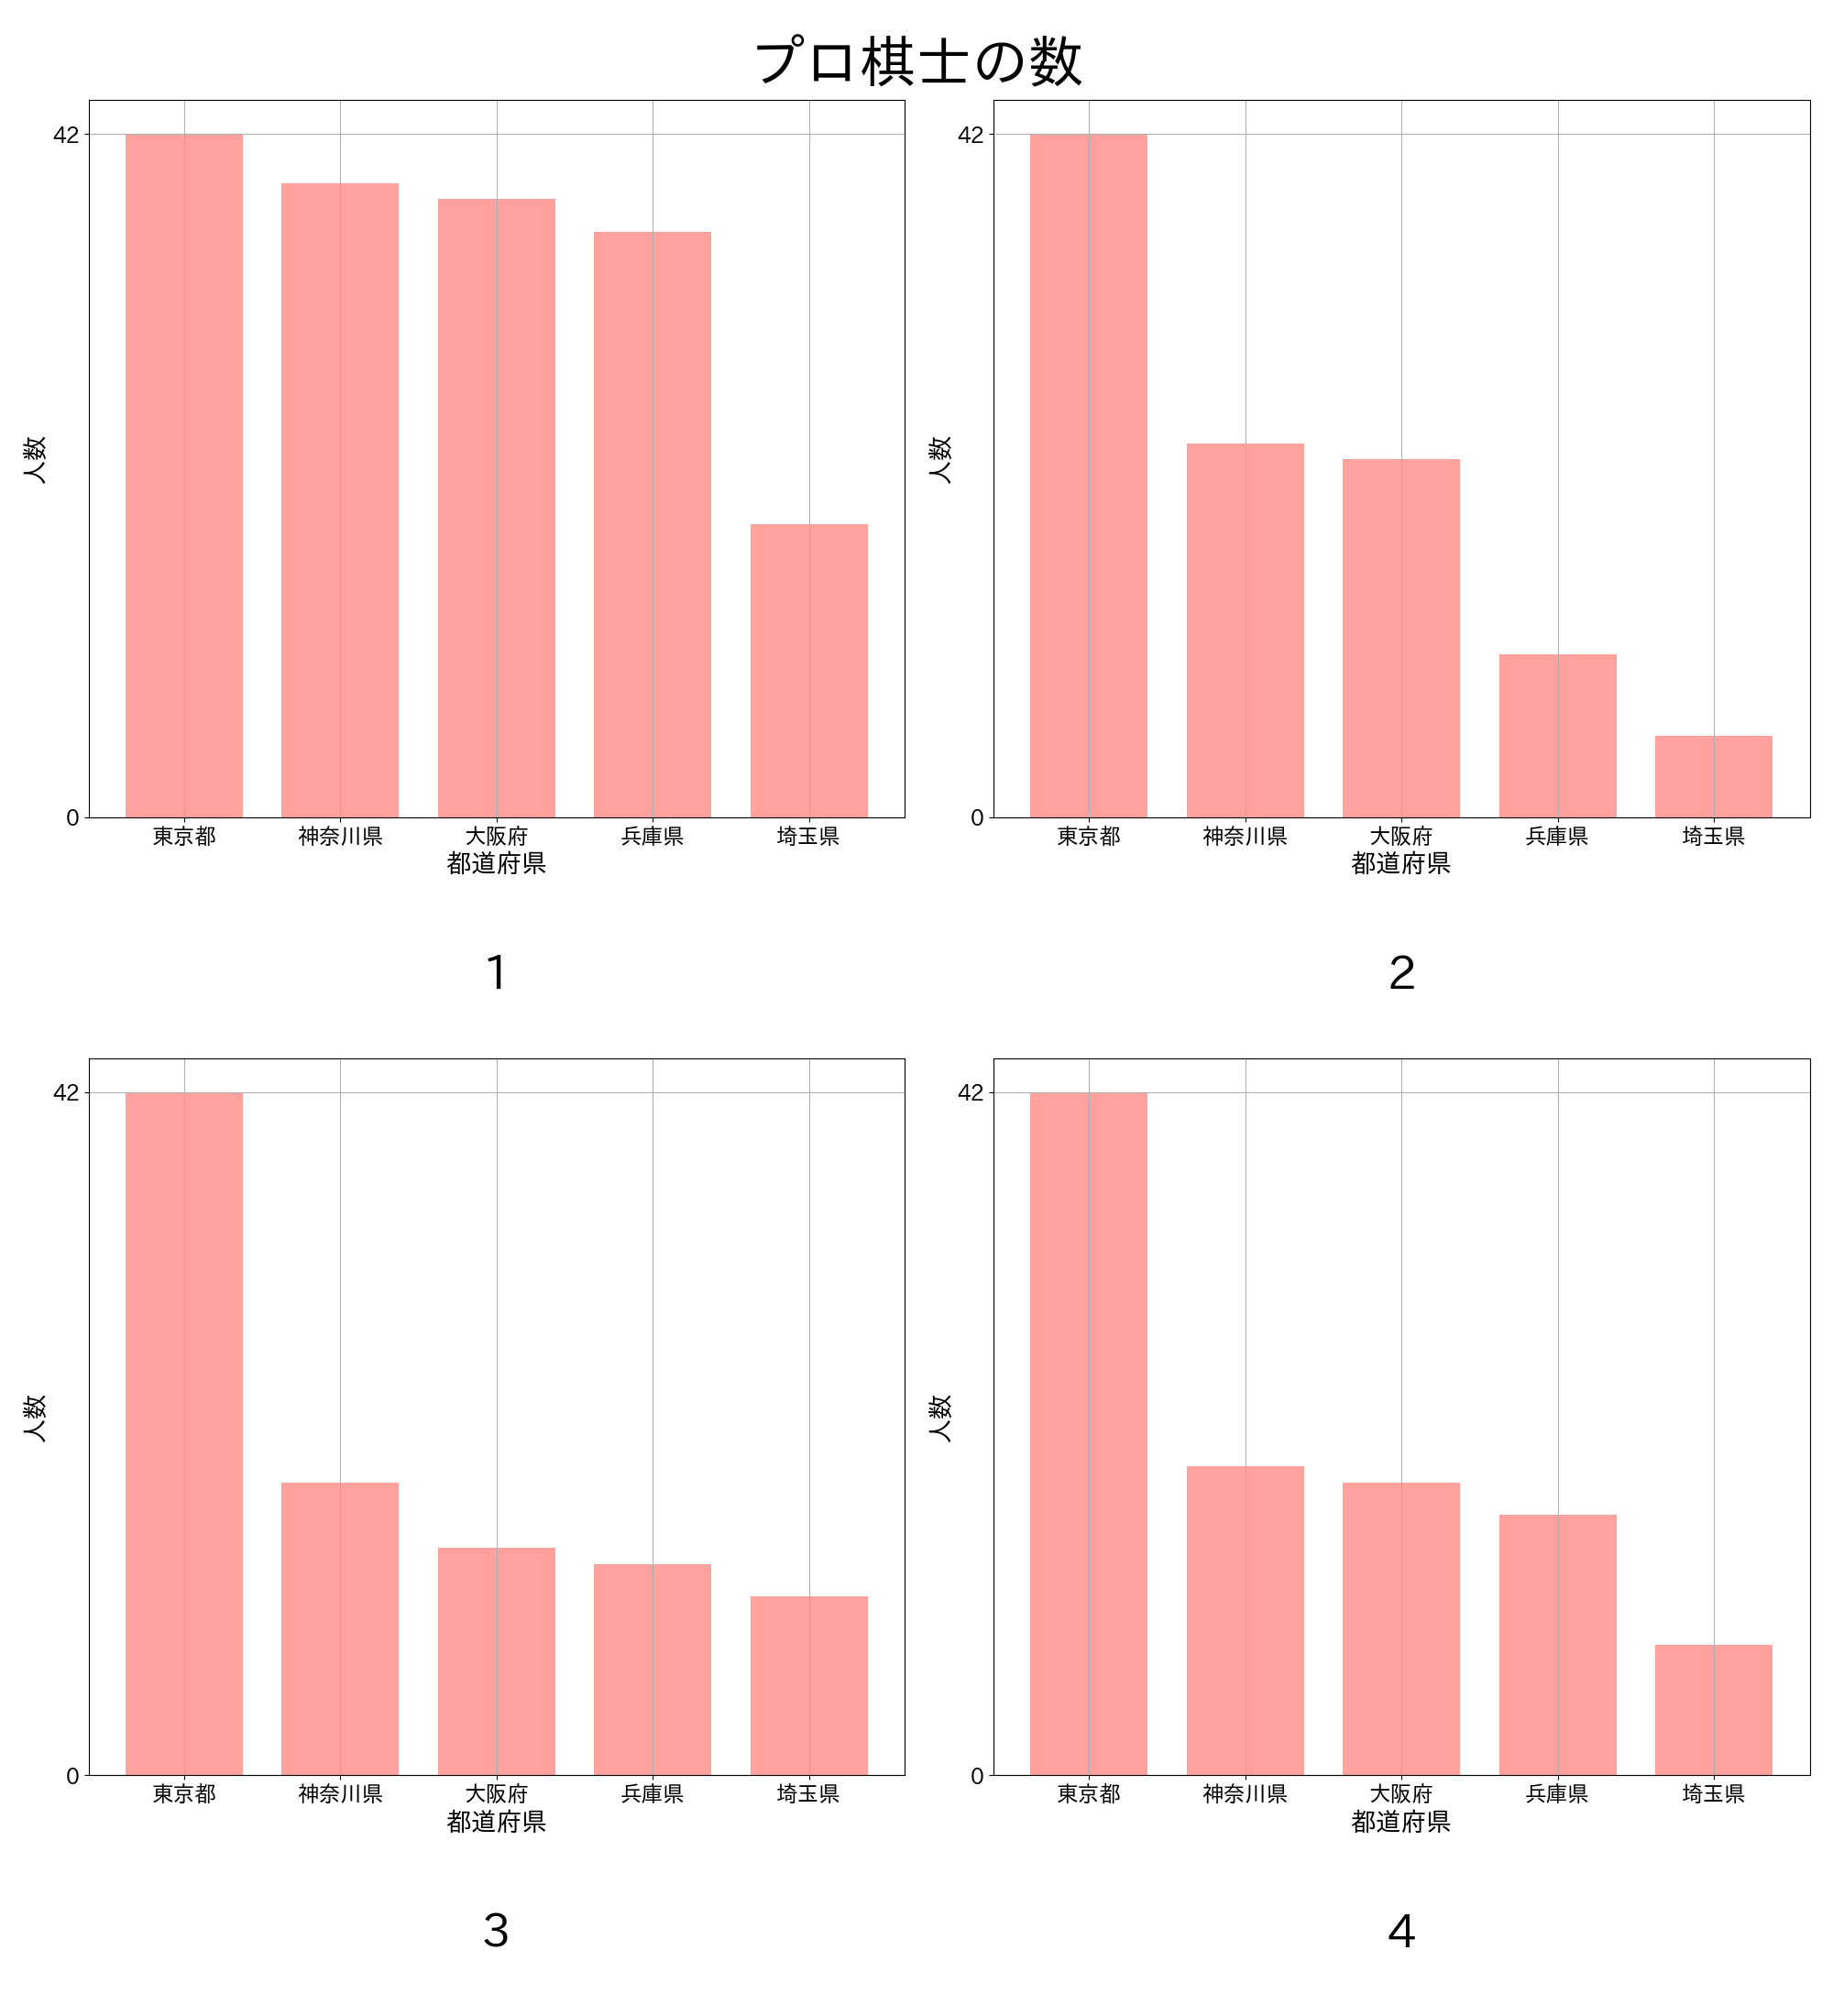 プロ棋士の数
42
0
人数
東京都 神奈川県 大阪府 兵庫県 埼玉県
都道府県
1
42
0
人数
東京都 神奈川県 大阪府 兵庫県 埼玉県
都道府県
2
42
0
人数
東京都 神奈川県 大阪府 兵庫県 埼玉県
都道府県
3
42
0
人数
東京都 神奈川県 大阪府 兵庫県 埼玉県
都道府県
4